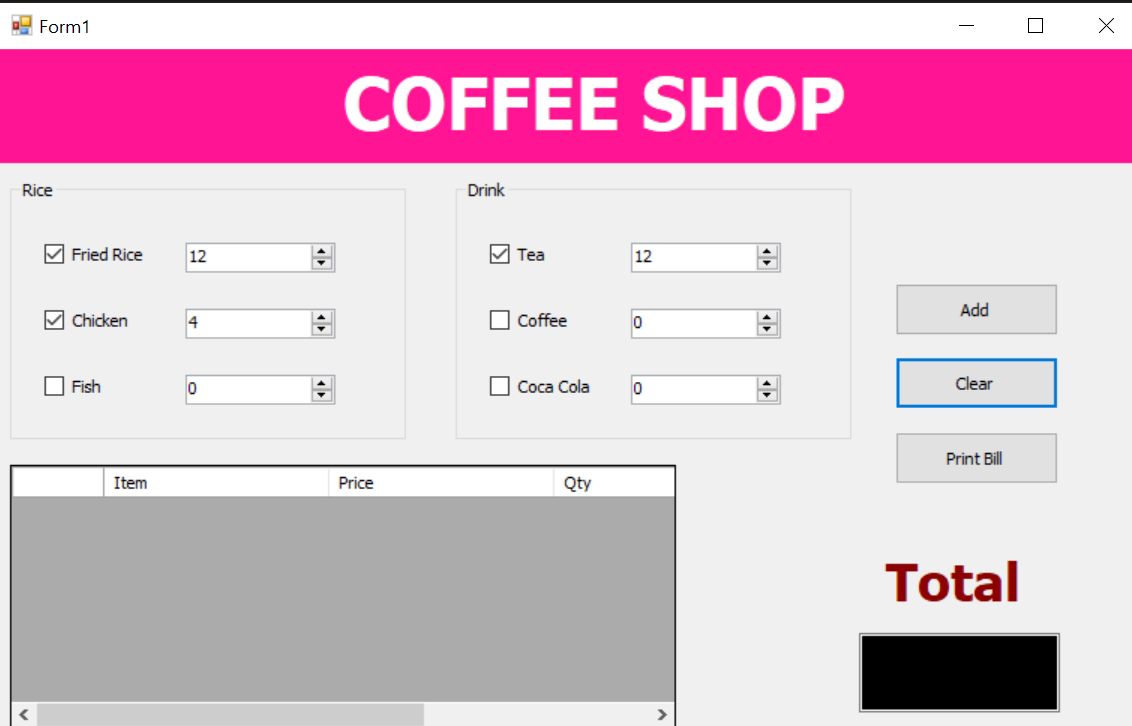 Form1
COFFEE SHOP
Rice
Fried Rice 12
Chicken 4
Fish 0
Drink
Tea 12
Coffee 0
Coca Cola 0
Add
Clear
Print Bill
Item Price Qty
Total